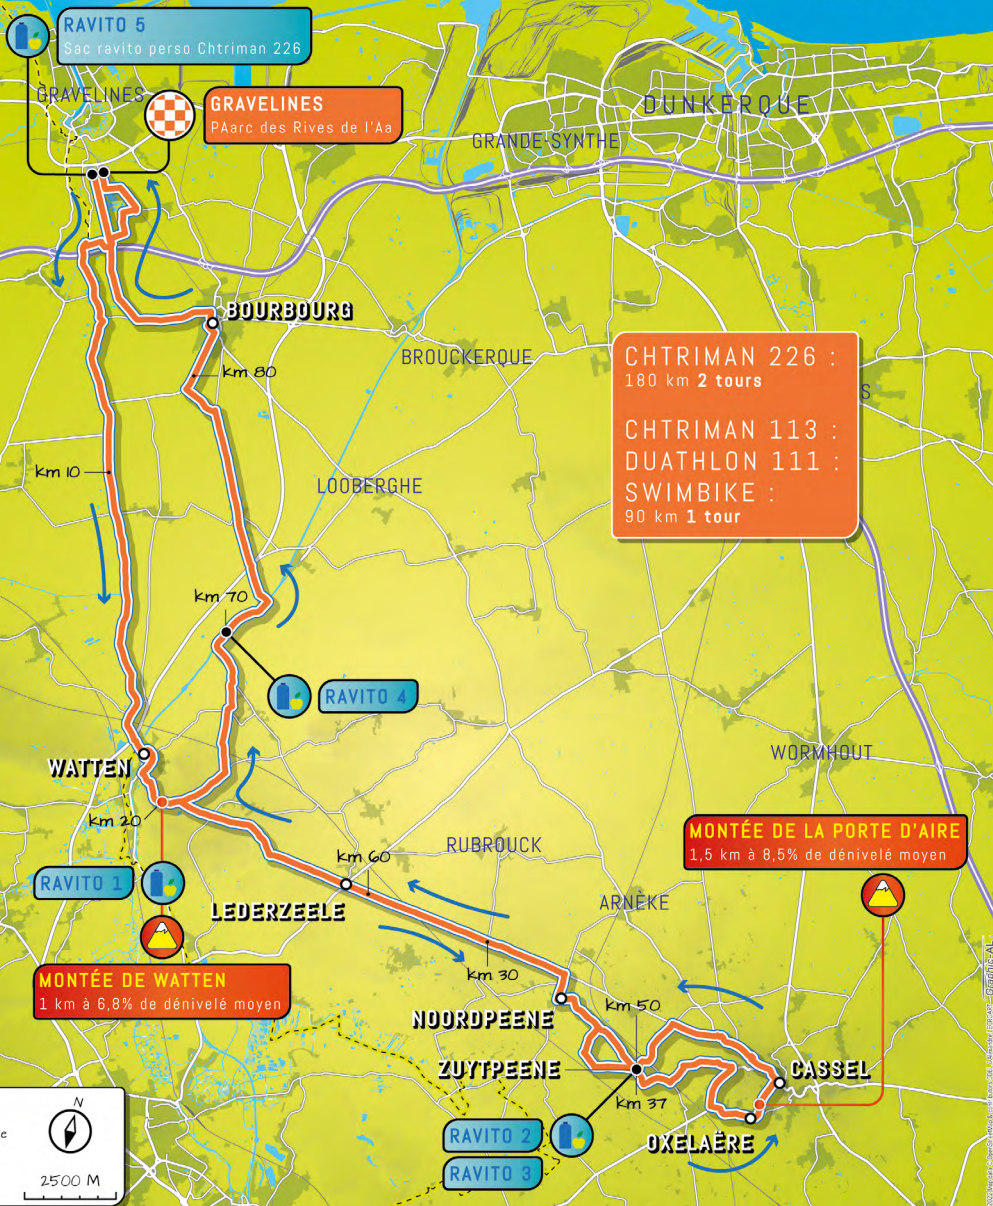 RAVITO 5
Sac ravito perso Chtriman 226
GRAVELINES
GRAVELINES
PAarc des Rives de l'Aa
DUNKERQUE
GRANDE-SYNTHE
BOURBOURG
BROUCKERQUE
km 80
CHTRIMAN 226 :
180 km 2 tours
CHTRIMAN 113 :
DUATHLON 111 :
SWIMBIKE :
90 km 1 tour
S
km 10
LOOBERGHE
km 70
RAVITO 4
WATTEN
WORMHOUT
km 20
MONTÉE DE LA PORTE D'AIRE
1,5 km à 8,5% de dénivelé moyen
RUBROUCK
km 60
RAVITO 1
LEDERZEELE
ARNÈKE
MONTÉE DE WATTEN
1 km à 6,8% de dénivelé moyen
km 30
NOORDPEENE
km 50
ZUYTPEENE
CASSEL
km 37
OXELAËRE
RAVITO 2
RAVITO 3
N
e
2500 M